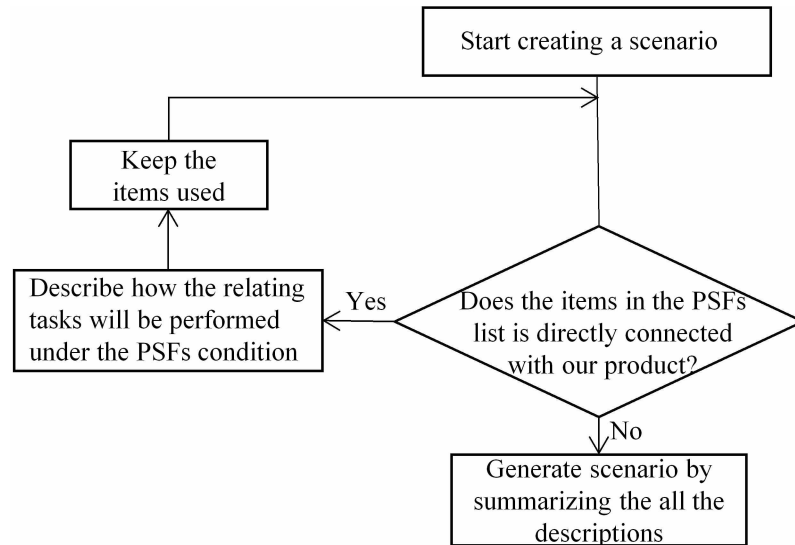 Start creating a scenario
Keep the
items used
Describe how the relating
tasks will be performed
under the PSFs condition
Yes
Does the items in the PSFs
list is directly connected
with our product?
No
Generate scenario by
summarizing the all the
descriptions